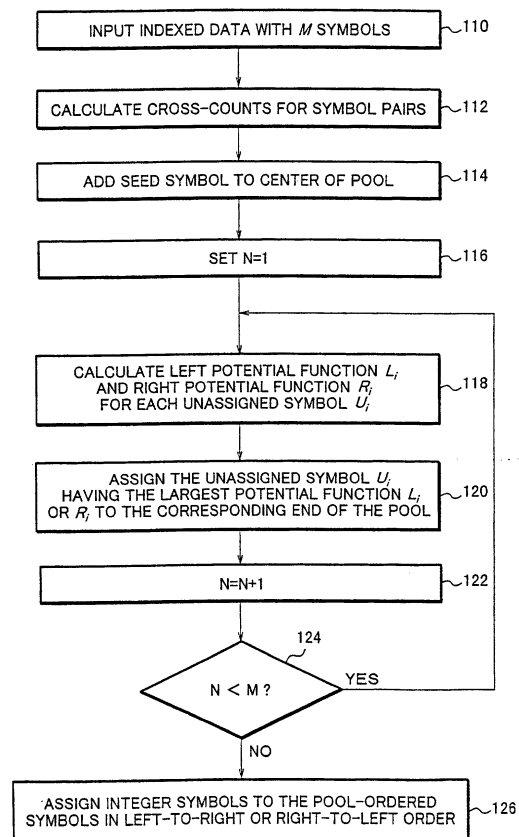 INPUT INDEXED DATA WITH M SYMBOLS
110
CALCULATE CROSS-COUNTS FOR SYMBOL PAIRS
112
ADD SEED SYMBOL TO CENTER OF POOL
114
SET N=1
116
CALCULATE LEFT POTENTIAL FUNCTION Li
AND RIGHT POTENTIAL FUNCTION Ri
FOR EACH UNASSIGNED SYMBOL Ui
118
ASSIGN THE UNASSIGNED SYMBOL Ui
HAVING THE LARGEST POTENTIAL FUNCTION Li
OR Ri TO THE CORRESPONDING END OF THE POOL
120
N=N+1
122
124
N < M ?
YES
NO
ASSIGN INTEGER SYMBOLS TO THE POOL-ORDERED
SYMBOLS IN LEFT-TO-RIGHT OR RIGHT-TO-LEFT ORDER
126